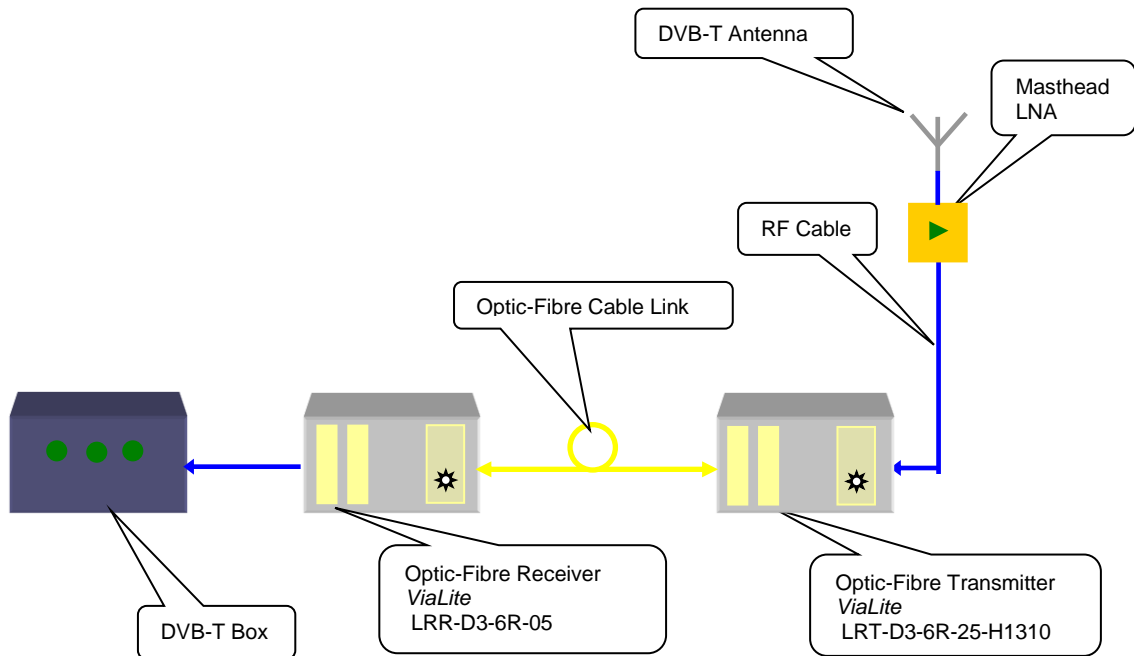 DVB-T Antenna
Masthead
LNA
RF Cable
Optic-Fibre Cable Link
Optic-Fibre Receiver
ViaLite
LRR-D3-6R-05
Optic-Fibre Transmitter
ViaLite
LRT-D3-6R-25-H1310
DVB-T Box